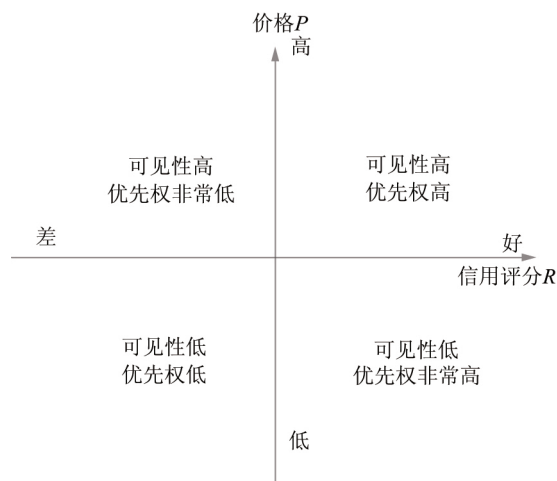 价格P
高
可见性高
优先权非常低
可见性高
优先权高
差
好
信用评分R
可见性低
优先权低
可见性低
优先权非常高
低